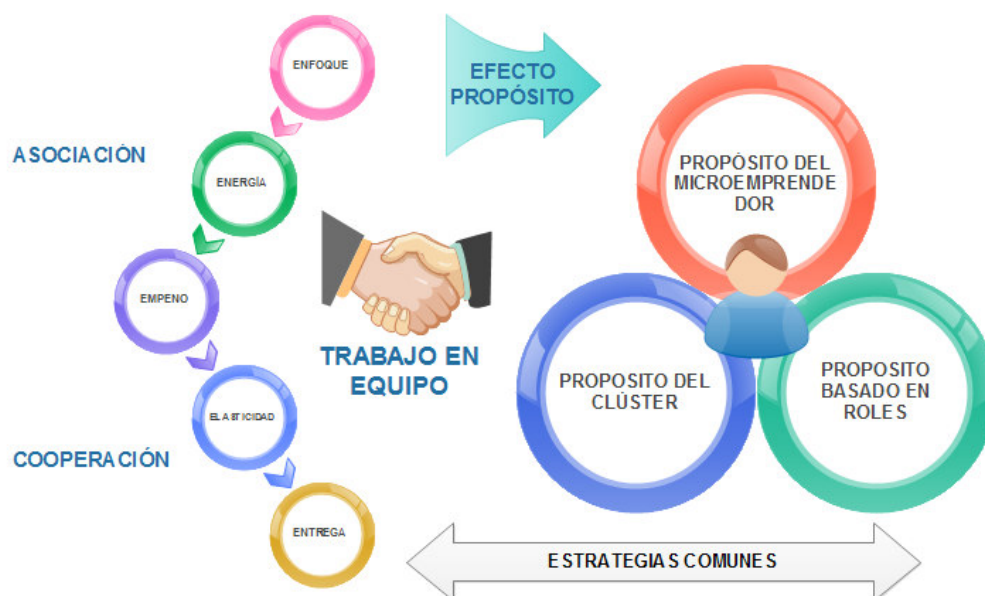 ENFOQUE
ASOCIACIÓN
ENERGÍA
EMPENO
ELASTICIDAD
COOPERACIÓN
ENTREGA
TRABAJO EN
EQUIPO
EFECTO
PROPÓSITO
PROPÓSITO DEL
MICROEMPRENDE
DOR
PROPOSITO DEL
CLÚSTER
PROPOSITO
BASADO EN
ROLES
ESTRATEGIAS COMUNES